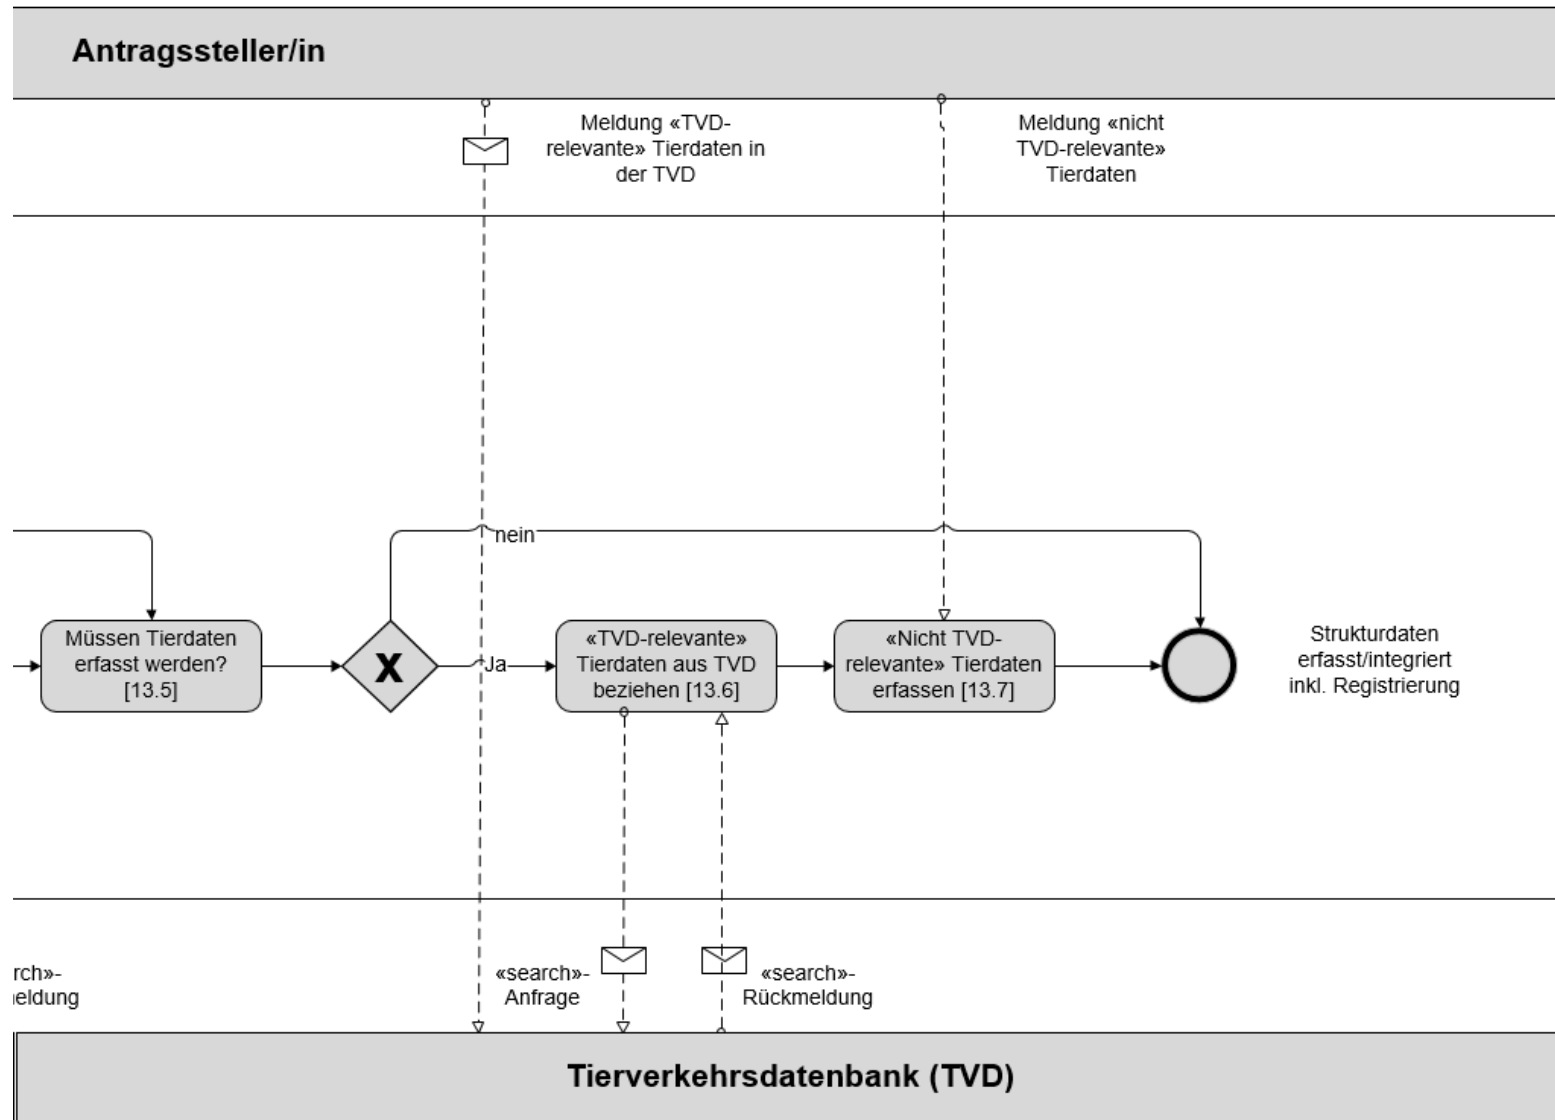 Antragssteller/in
Meldung «TVD-
relevante» Tierdaten in
der TVD
Meldung «nicht
TVD-relevante»
Tierdaten
nein
Müssen Tierdaten
erfasst werden?
[13.5]
X
Ja
«TVD-relevante»
Tierdaten aus TVD
beziehen [13.6]
«Nicht TVD-
relevante» Tierdaten
erfassen [13.7]
Strukturdaten
erfasst/integriert
inkl. Registrierung
rch»-
eldung
«search»-
Anfrage
«search»-
Rückmeldung
Tierverkehrsdatenbank (TVD)